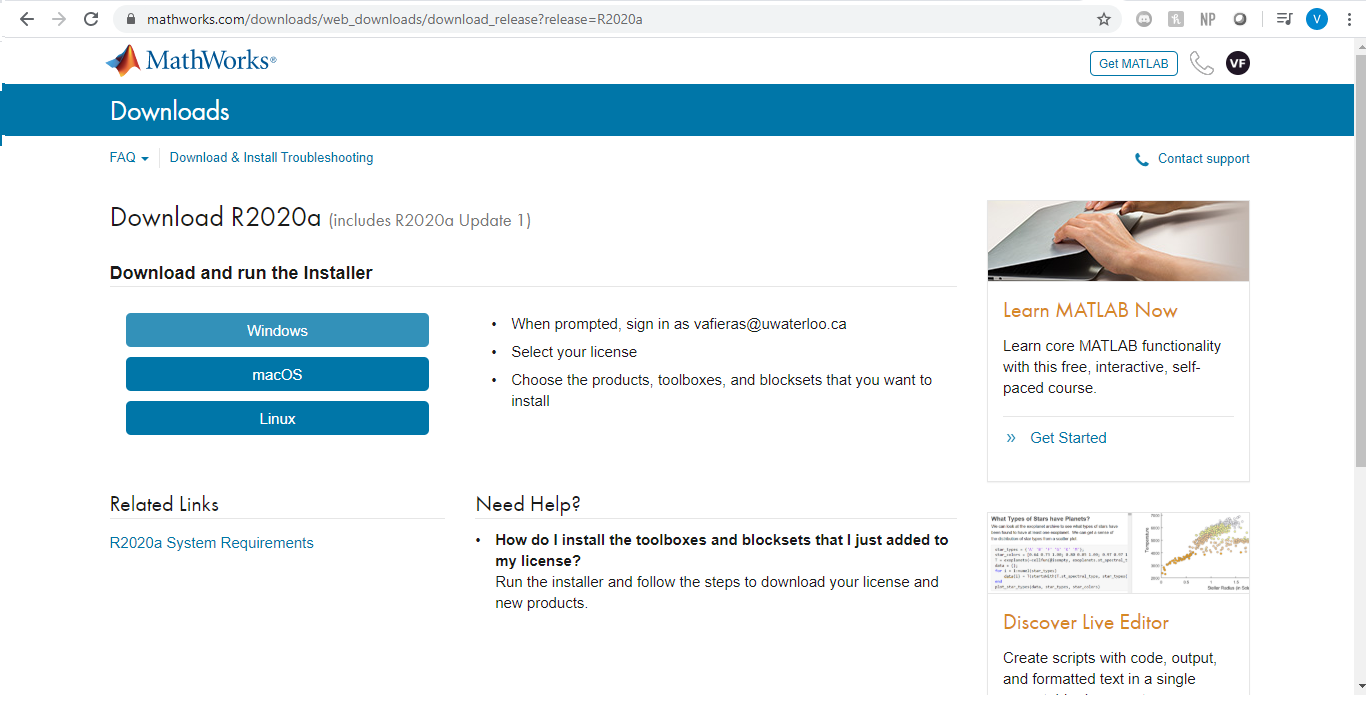 mathworks.com/downloads/web_downloads/download_release?release=R2020a
NP
V
MathWorks®
Get MATLAB
VF
Downloads
FAQ
Download & Install Troubleshooting
Contact support
Download R2020a (includes R2020a Update 1)
Download and run the Installer
Windows
macOS
Linux
• When prompted, sign in as vafieras@uwaterloo.ca
• Select your license
• Choose the products, toolboxes, and blocksets that you want to
install
Related Links
R2020a System Requirements
Need Help?
• How do I install the toolboxes and blocksets that I just added to
my license?
Run the installer and follow the steps to download your license and
new products.
Learn MATLAB Now
Learn core MATLAB functionality
with this free, interactive, self-
paced course.
» Get Started
What Types of Stars have Planets?
Temperature
Discover Live Editor
Create scripts with code, output,
and formatted text in a single